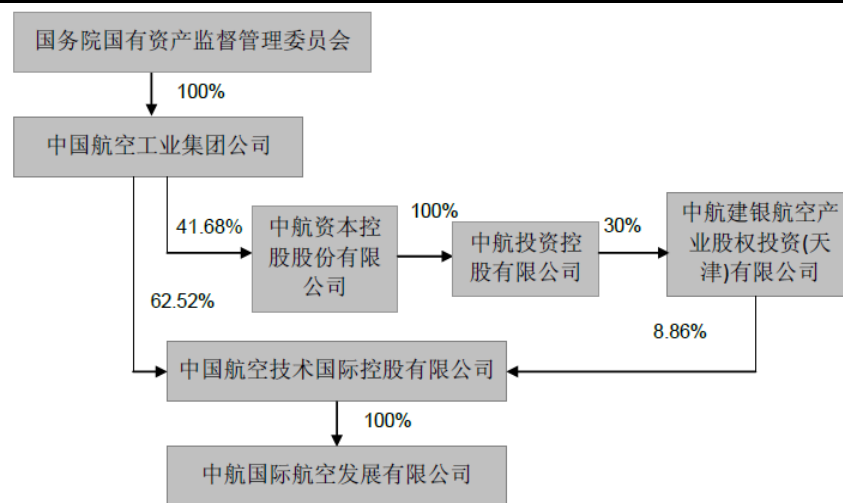 国务院国有资产监督管理委员会
100%
中国航空工业集团公司
41.68%
中航资本控
股股份有限
公司
100%
中航投资控
股有限公司
30%
中航建银航空产
业股权投资(天
津)有限公司
62.52%
8.86%
中国航空技术国际控股有限公司
100%
中航国际航空发展有限公司